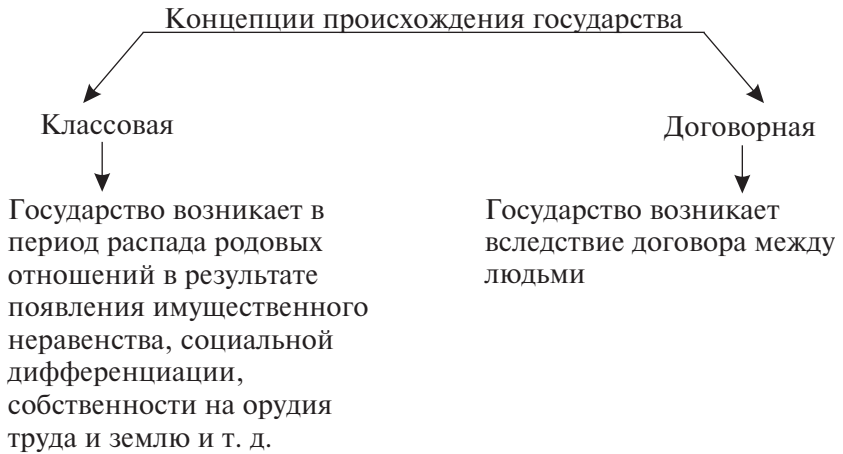 Концепции происхождения государства
Классовая
Государство возникает в
период распада родовых
отношений в результате
появления имущественного
неравенства, социальной
дифференциации,
собственности на орудия
труда и землю и т. д.
Договорная
Государство возникает
вследствие договора между
людьми